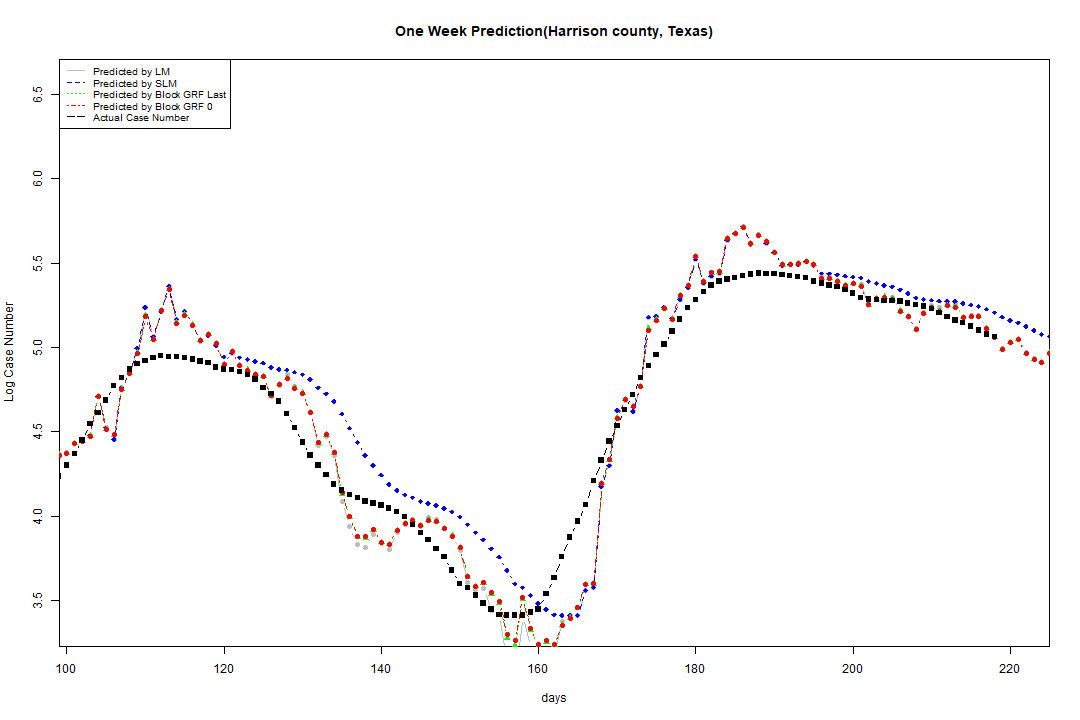 One Week Prediction(Harrison county, Texas)
Predicted by LM
Predicted by SLM
Predicted by Block GRF Last
Predicted by Block GRF 0
Actual Case Number
Log Case Number
6.5
6.0
5.5
5.0
4.5
4.0
3.5
100 120 140 160 180 200 220
days